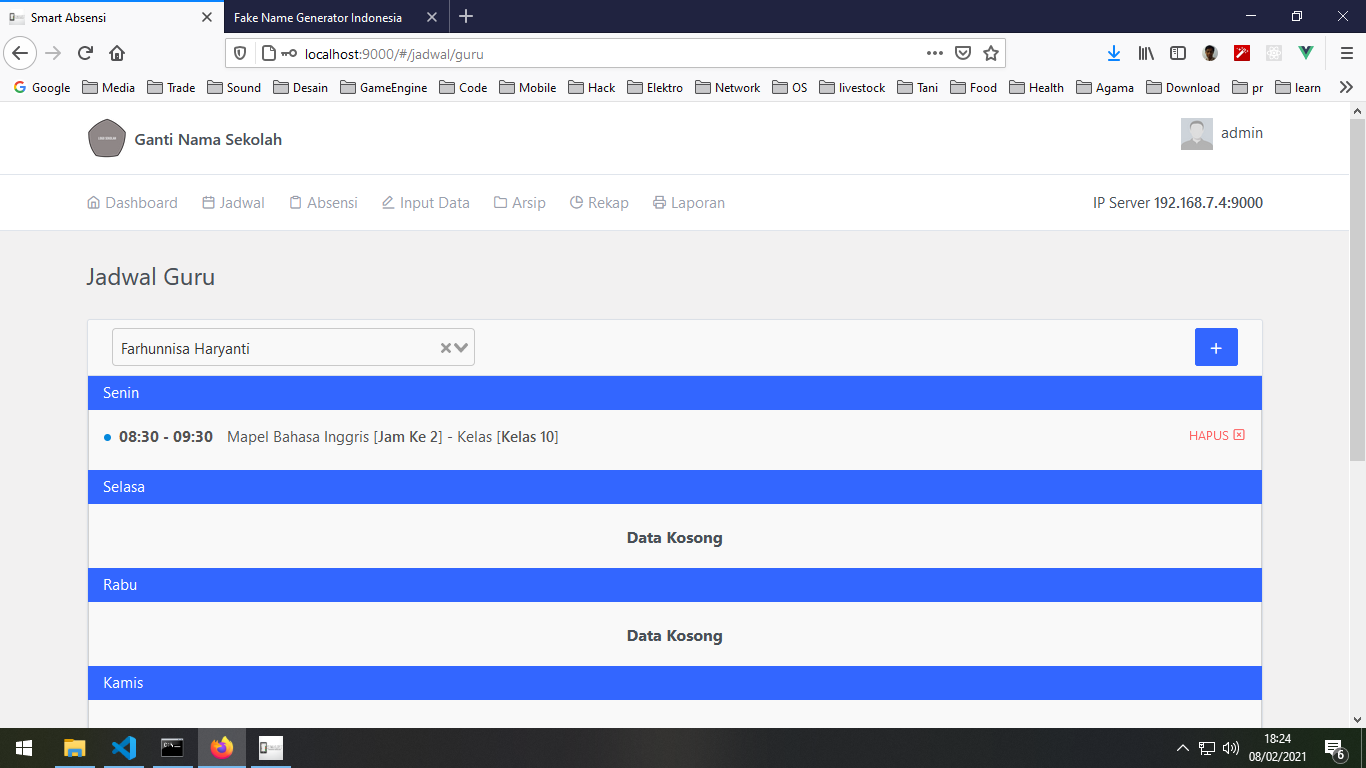 Smart Absensi
Fake Name Generator Indonesia
localhost:9000/#/jadwal/guru
Google Media Trade Sound Desain GameEngine Code Mobile Hack Elektro Network OS livestock Tani Food Health Agama Download pr learn
Ganti Nama Sekolah
admin
Dashboard Jadwal Absensi Input Data Arsip Rekap Laporan
IP Server 192.168.7.4:9000
Jadwal Guru
Farhunnisa Haryanti
+
Senin
08:30 - 09:30 Mapel Bahasa Inggris [Jam Ke 2] - Kelas [Kelas 10]
HAPUS
Selasa
Data Kosong
Rabu
Data Kosong
Kamis
18:24
08/02/2021
6